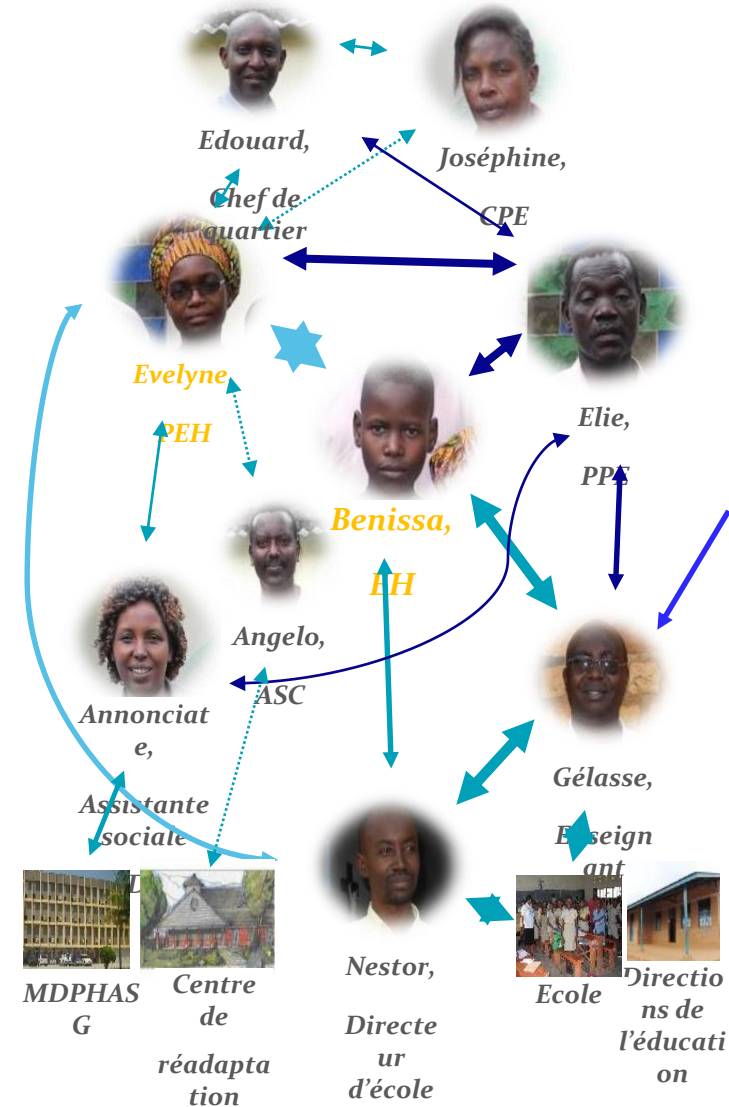 Edouard,
Chef de
quartier
Joséphine,
CPE
Evelyne
PEH
Elie,
PPE
Benissa,
EH
Angelo,
ASC
Annonciat
e,
Assistante
sociale
D
Gélasse,
Enseign
ant
Nestor,
Directe
ur
d'école
MDPHAS
G
Centre
de
réadapta
tion
Ecole
Directio
ns de
l'éducati
on